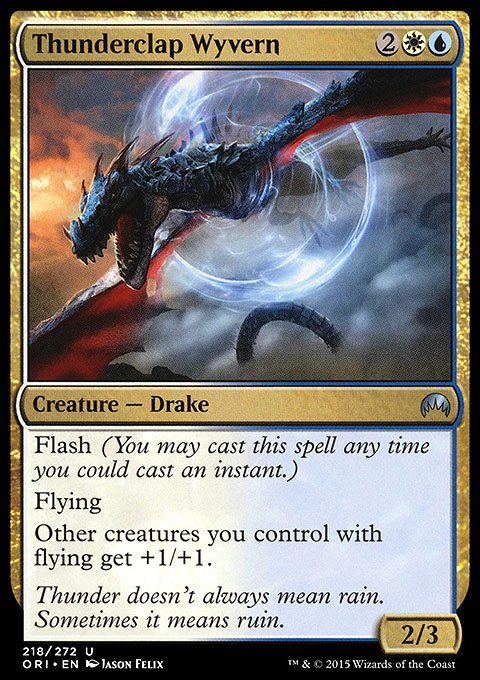 Thunderclap Wyvern 2
Creature — Drake
Flash (You may cast this spell any time
you could cast an instant.)
Flying
Other creatures you control with
flying get +1/+1.
Thunder doesn't always mean rain.
Sometimes it means ruin.
2/3
218/272 U
ORI • EN Jason Felix
™ & © 2015 Wizards of the Coast